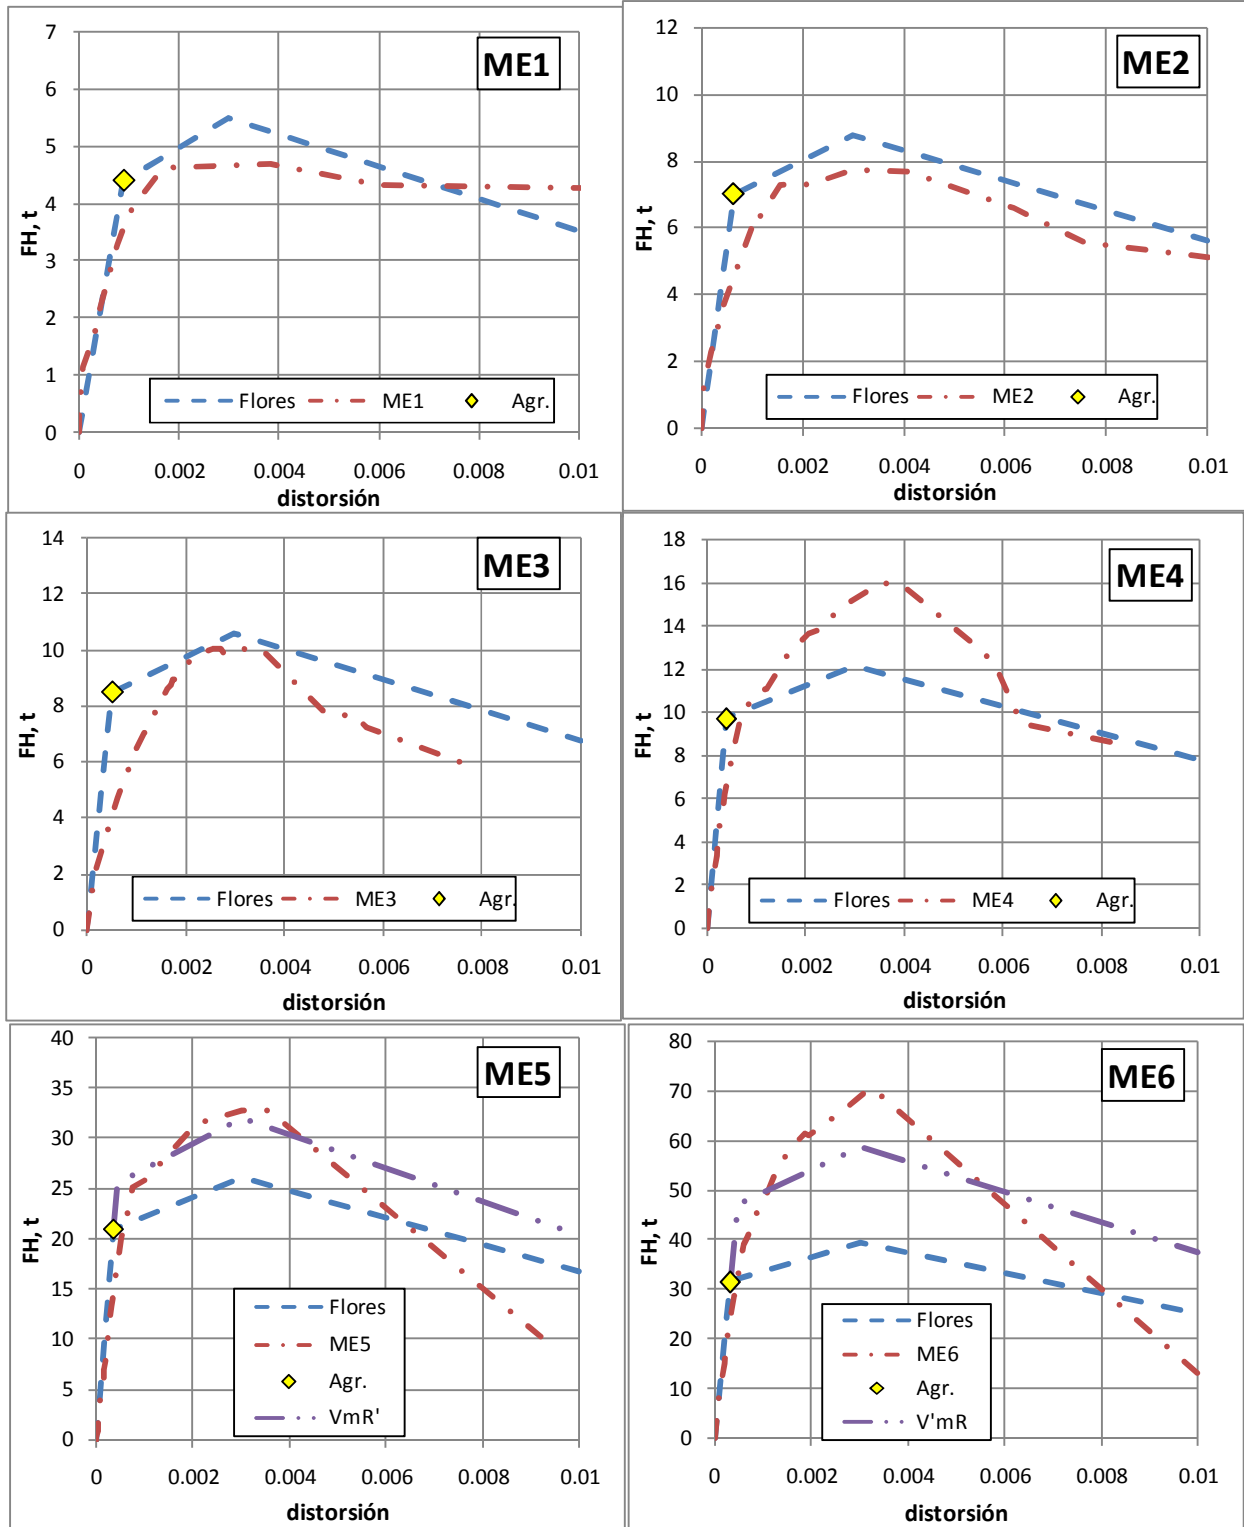 ME1
7
6
5
4
3
2
1
0
FH, t
Flores ME1 Agr.
0 0.002 0.004 0.006 0.008 0.01
distorsión
ME2
12
10
8
6
4
2
0
FH, t
Flores ME2 Agr.
0 0.002 0.004 0.006 0.008 0.01
distorsión
ME3
14
12
10
8
6
4
2
0
FH, t
Flores ME3 Agr.
0 0.002 0.004 0.006 0.008 0.01
distorsión
ME4
18
16
14
12
10
8
6
4
2
0
FH, t
Flores ME4 Agr.
0 0.002 0.004 0.006 0.008 0.01
distorsión
ME5
40
35
30
25
20
15
10
5
0
FH, t
Flores
ME5
Agr.
VmR'
0 0.002 0.004 0.006 0.008 0.01
distorsión
ME6
80
70
60
50
40
30
20
10
0
FH, t
Flores
ME6
Agr.
V'mR
0 0.002 0.004 0.006 0.008 0.01
distorsión